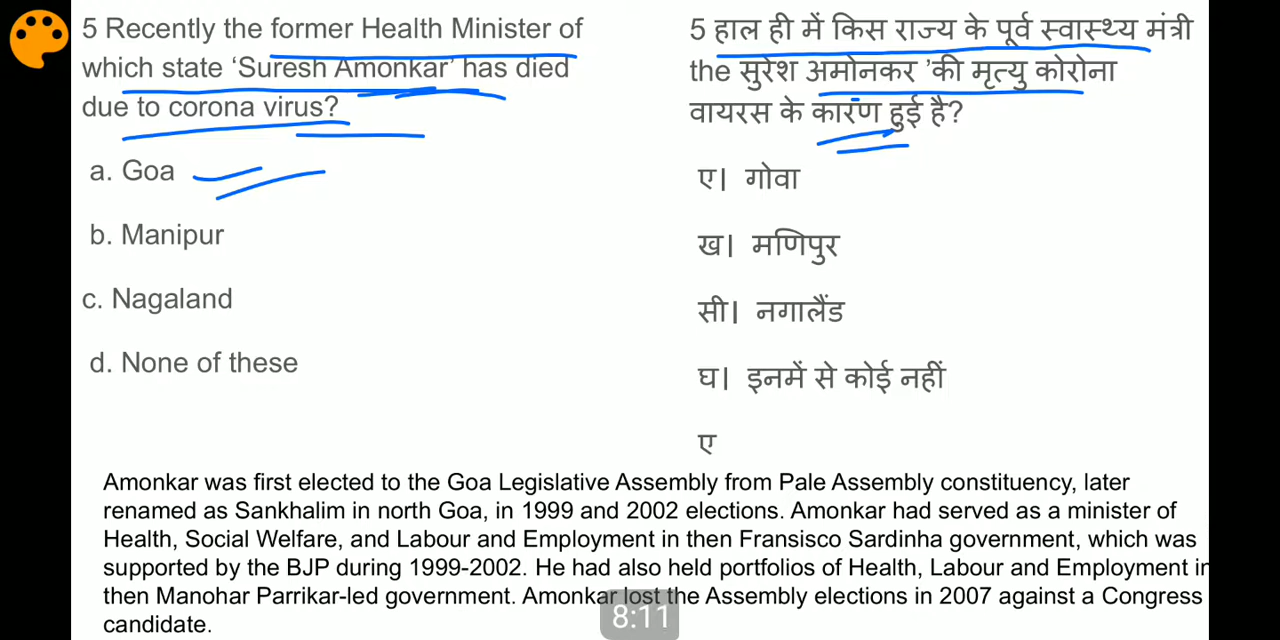 5 Recently the former Health Minister of
which state ‘Suresh Amonkar’ has died
due to corona virus?
a. Goa
b. Manipur
c. Nagaland
d. None of these
5 हाल ही में किस राज्य के पूर्व स्वास्थ्य मंत्री
the सुरेश अमोनकर ’की मृत्यु कोरोना
वायरस के कारण हुई है?
ए। गोवा
ख। मणिपुर
सी। नगालैंड
घ। इनमें से कोई नहीं
ए
Amonkar was first elected to the Goa Legislative Assembly from Pale Assembly constituency, later
renamed as Sankhalim in north Goa, in 1999 and 2002 elections. Amonkar had served as a minister of
Health, Social Welfare, and Labour and Employment in then Fransisco Sardinha government, which was
supported by the BJP during 1999-2002. He had also held portfolios of Health, Labour and Employment in
then Manohar Parrikar-led government. Amonkar lost the Assembly elections in 2007 against a Congress
candidate.
8:11